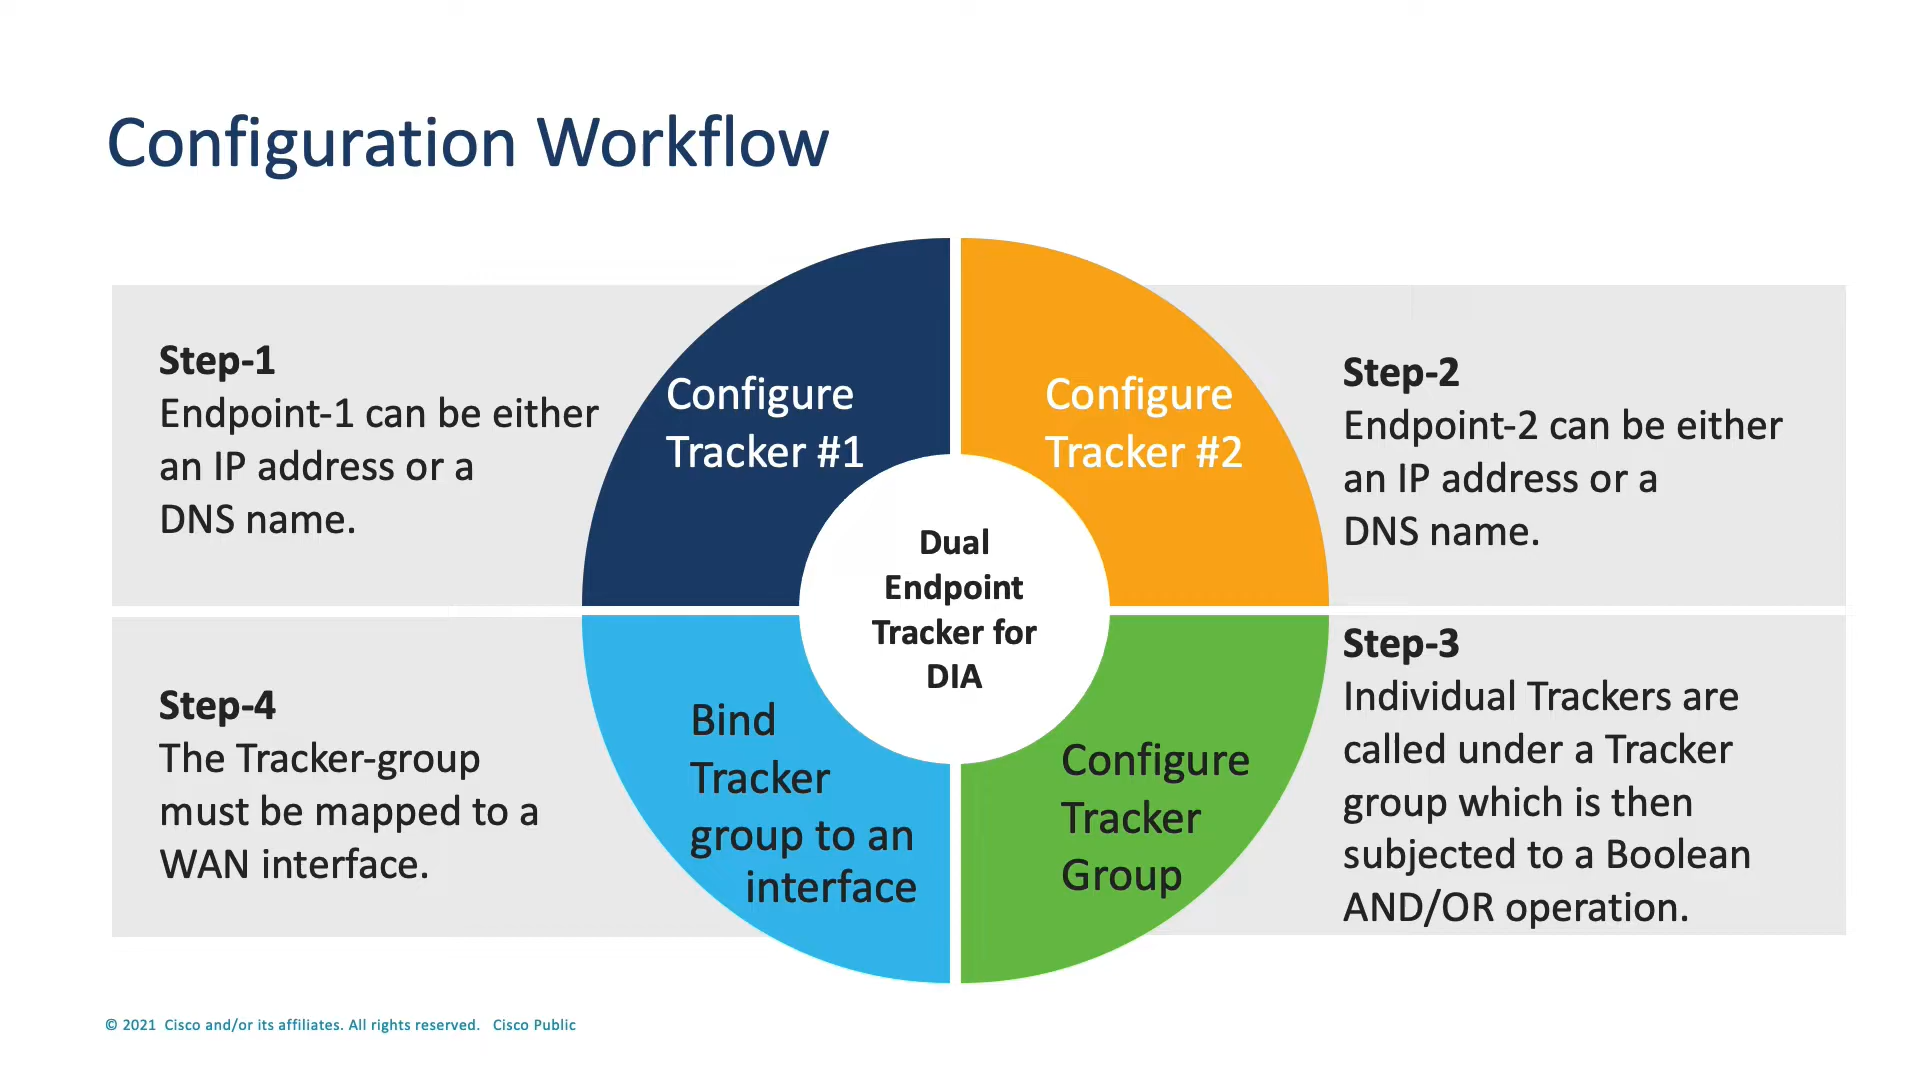 Configuration Workflow
Step-1
Endpoint-1 can be either
an IP address or a
DNS name.
Configure
Tracker #1
Configure
Tracker #2
Step-2
Endpoint-2 can be either
an IP address or a
DNS name.
Dual
Endpoint
Tracker for
DIA
Step-3
Individual Trackers are
called under a Tracker
group which is then
subjected to a Boolean
AND/OR operation.
Configure
Tracker
Group
Step-4
The Tracker-group
must be mapped to a
WAN interface.
Bind
Tracker
group to an
interface
© 2021 Cisco and/or its affiliates. All rights reserved. Cisco Public